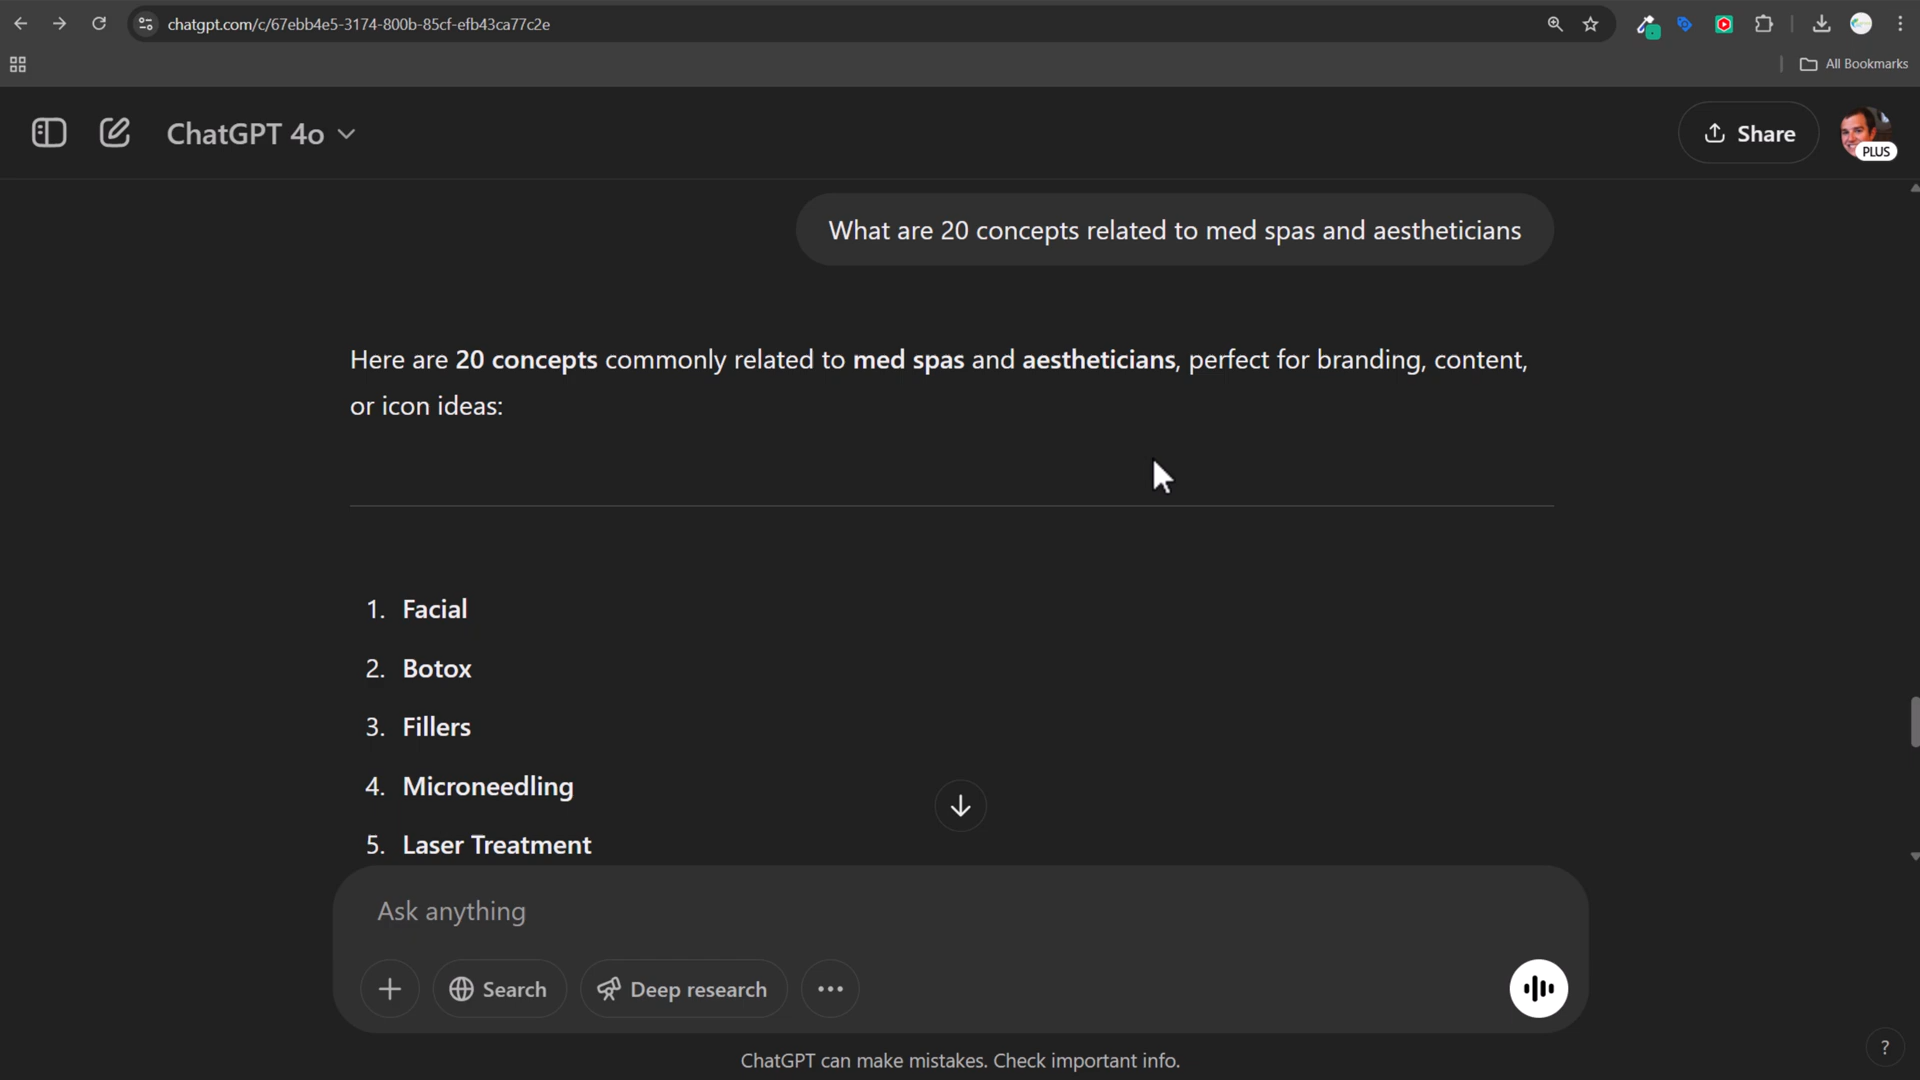 chatgpt.com/c/67ebb4e5-3174-800b-85cf-efb43ca77c2e
All Bookmarks
ChatGPT 4o
Share
PLUS
What are 20 concepts related to med spas and aestheticians
Here are 20 concepts commonly related to med spas and aestheticians, perfect for branding, content,
or icon ideas:
1. Facial
2. Botox
3. Fillers
4. Microneedling
5. Laser Treatment
Ask anything
Search
Deep research
ChatGPT can make mistakes. Check important info.
?